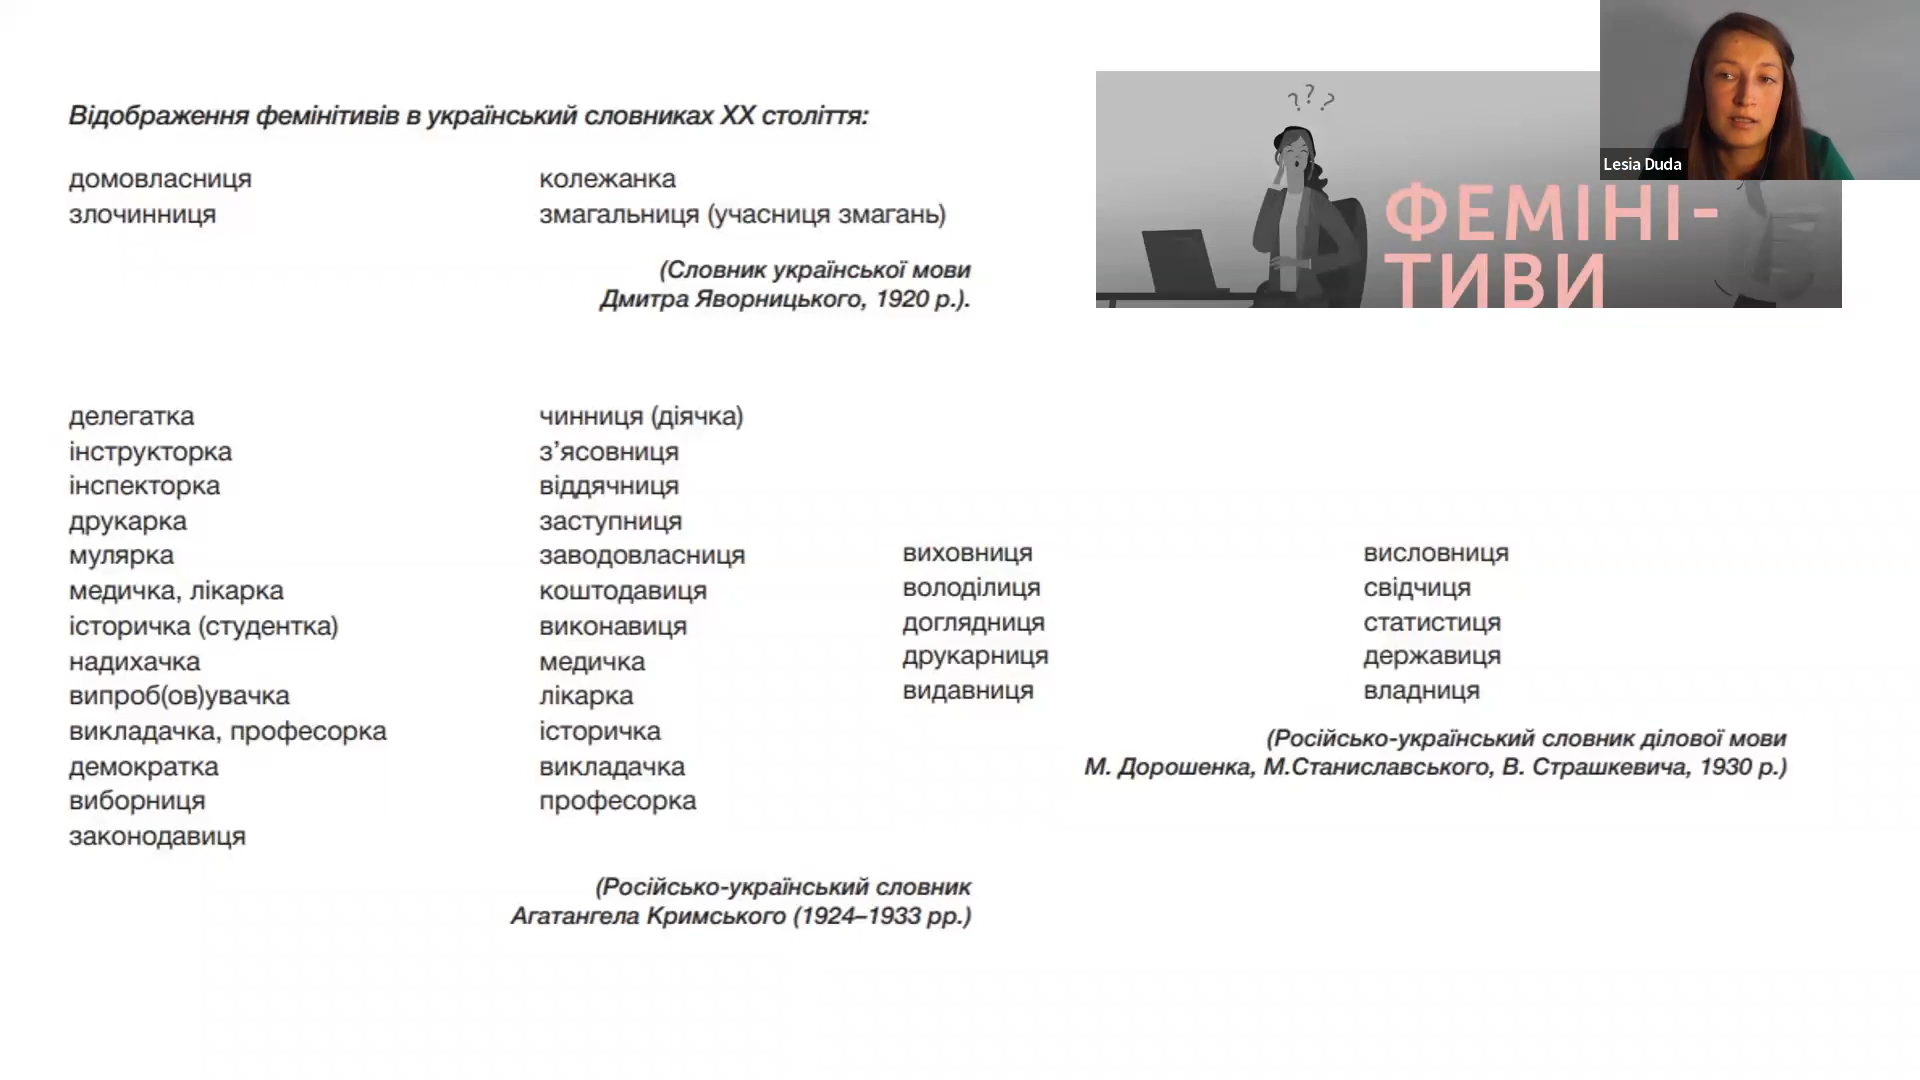 Відображення фемінітивів в український словниках ХХ століття:
домовласниця
злочинниця
колежанка
змагальниця (учасниця змагань)
(Словник української мови
Дмитра Яворницького, 1920 р.).
???
ФЕМІНІ-
ТИВИ
Lesia Duda
делегатка
інструкторка
інспекторка
друкарка
мулярка
медичка, лікарка
історичка (студентка)
надихачка
випроб(ов)увачка
викладачка, професорка
демократка
виборниця
законодавиця
чинниця (діячка)
з’ясовниця
віддячниця
заступниця
заводовласниця
коштодавиця
виконавиця
медичка
лікарка
історичка
викладачка
професорка
(Російсько-український словник
Агатангела Кримського (1924–1933 рр.)
виховниця
володілиця
доглядниця
друкарниця
видавниця
висловниця
свідчиця
статистиця
державиця
владниця
(Російсько-український словник ділової мови
М. Дорошенка, М.Станиславського, В. Страшкевича, 1930 р.)